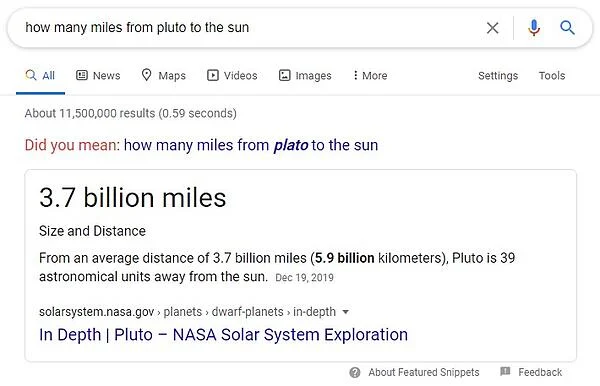 how many miles from pluto to the sun
All News Maps Videos Images More Settings Tools
About 11,500,000 results (0.59 seconds)
Did you mean: how many miles from plato to the sun
3.7 billion miles
Size and Distance
From an average distance of 3.7 billion miles (5.9 billion kilometers), Pluto is 39
astronomical units away from the sun. Dec 19, 2019
solarsystem.nasa.gov › planets › dwarf-planets › in-depth
In Depth | Pluto – NASA Solar System Exploration
About Featured Snippets Feedback